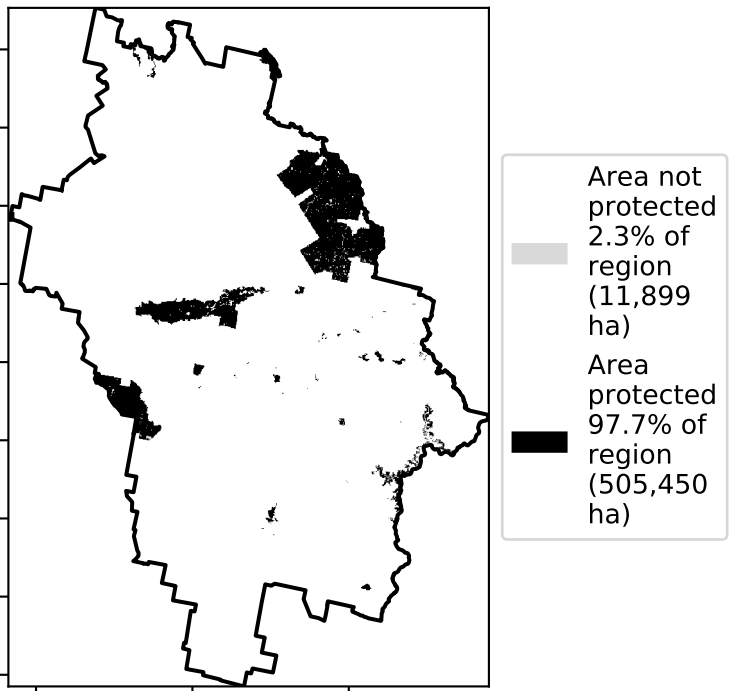 Area not
protected
2.3% of
region
(11,899
ha)
Area
protected
97.7% of
region
(505,450
ha)